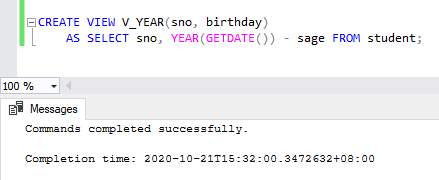 CREATE VIEW V_YEAR(sno, birthday)
AS SELECT sno, YEAR(GETDATE()) - sage FROM student;
100 %
Messages
Commands completed successfully.
Completion time: 2020-10-21T15:32:00.3472632+08:00